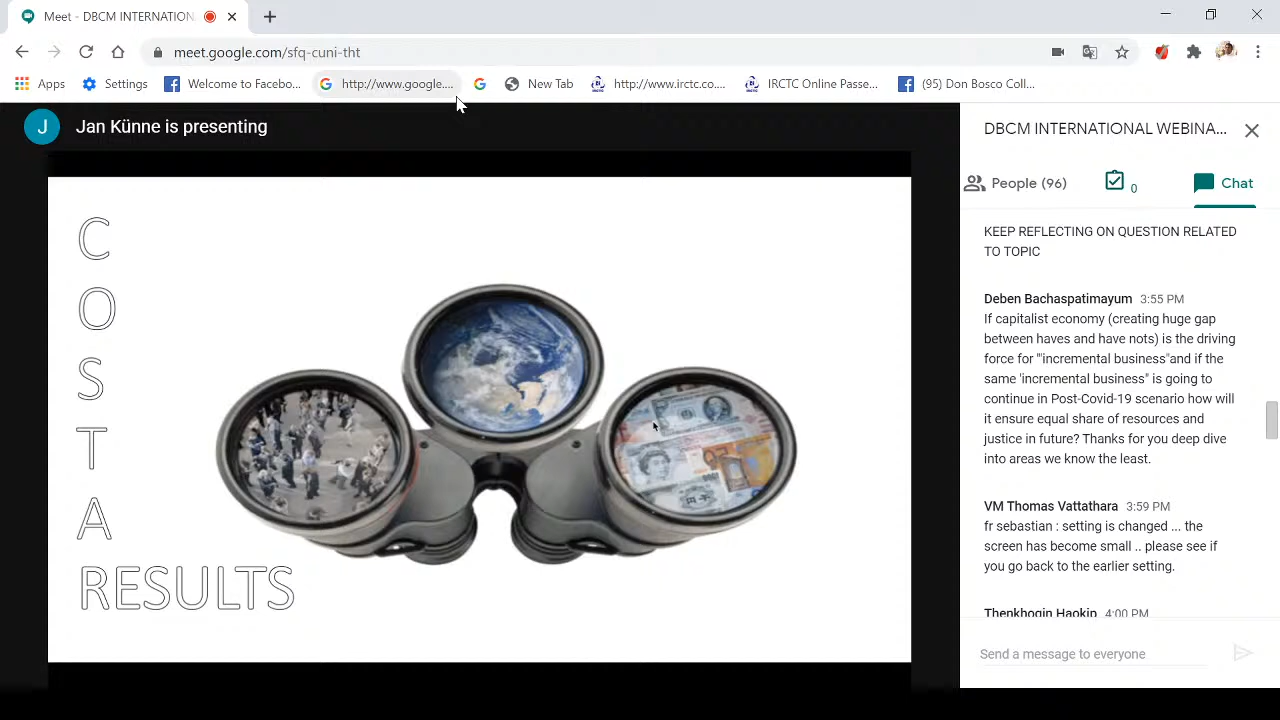 Meet - DBCM INTERNATION
meet.google.com/sfq-cuni-tht
Apps
Settings
Welcome to Facebo...
http://www.google....
New Tab
http://www.irctc.co....
IRCTC Online Passe...
(95) Don Bosco Coll...
J
Jan Künne is presenting
C
O
S
T
A
RESULTS
DBCM INTERNATIONAL WEBINA...
People (96)
0
Chat
KEEP REFLECTING ON QUESTION RELATED
TO TOPIC
Deben Bachaspatimayum 3:55 PM
If capitalist economy (creating huge gap
between haves and have nots) is the driving
force for "'incremental business"and if the
same 'incremental business" is going to
continue in Post-Covid-19 scenario how will
it ensure equal share of resources and
justice in future? Thanks for you deep dive
into areas we know the least.
VM Thomas Vattathara 3:59 PM
fr sebastian : setting is changed ... the
screen has become small .. please see if
you go back to the earlier setting.
Thenkhogin Haokip 4:00 PM
Send a message to everyone